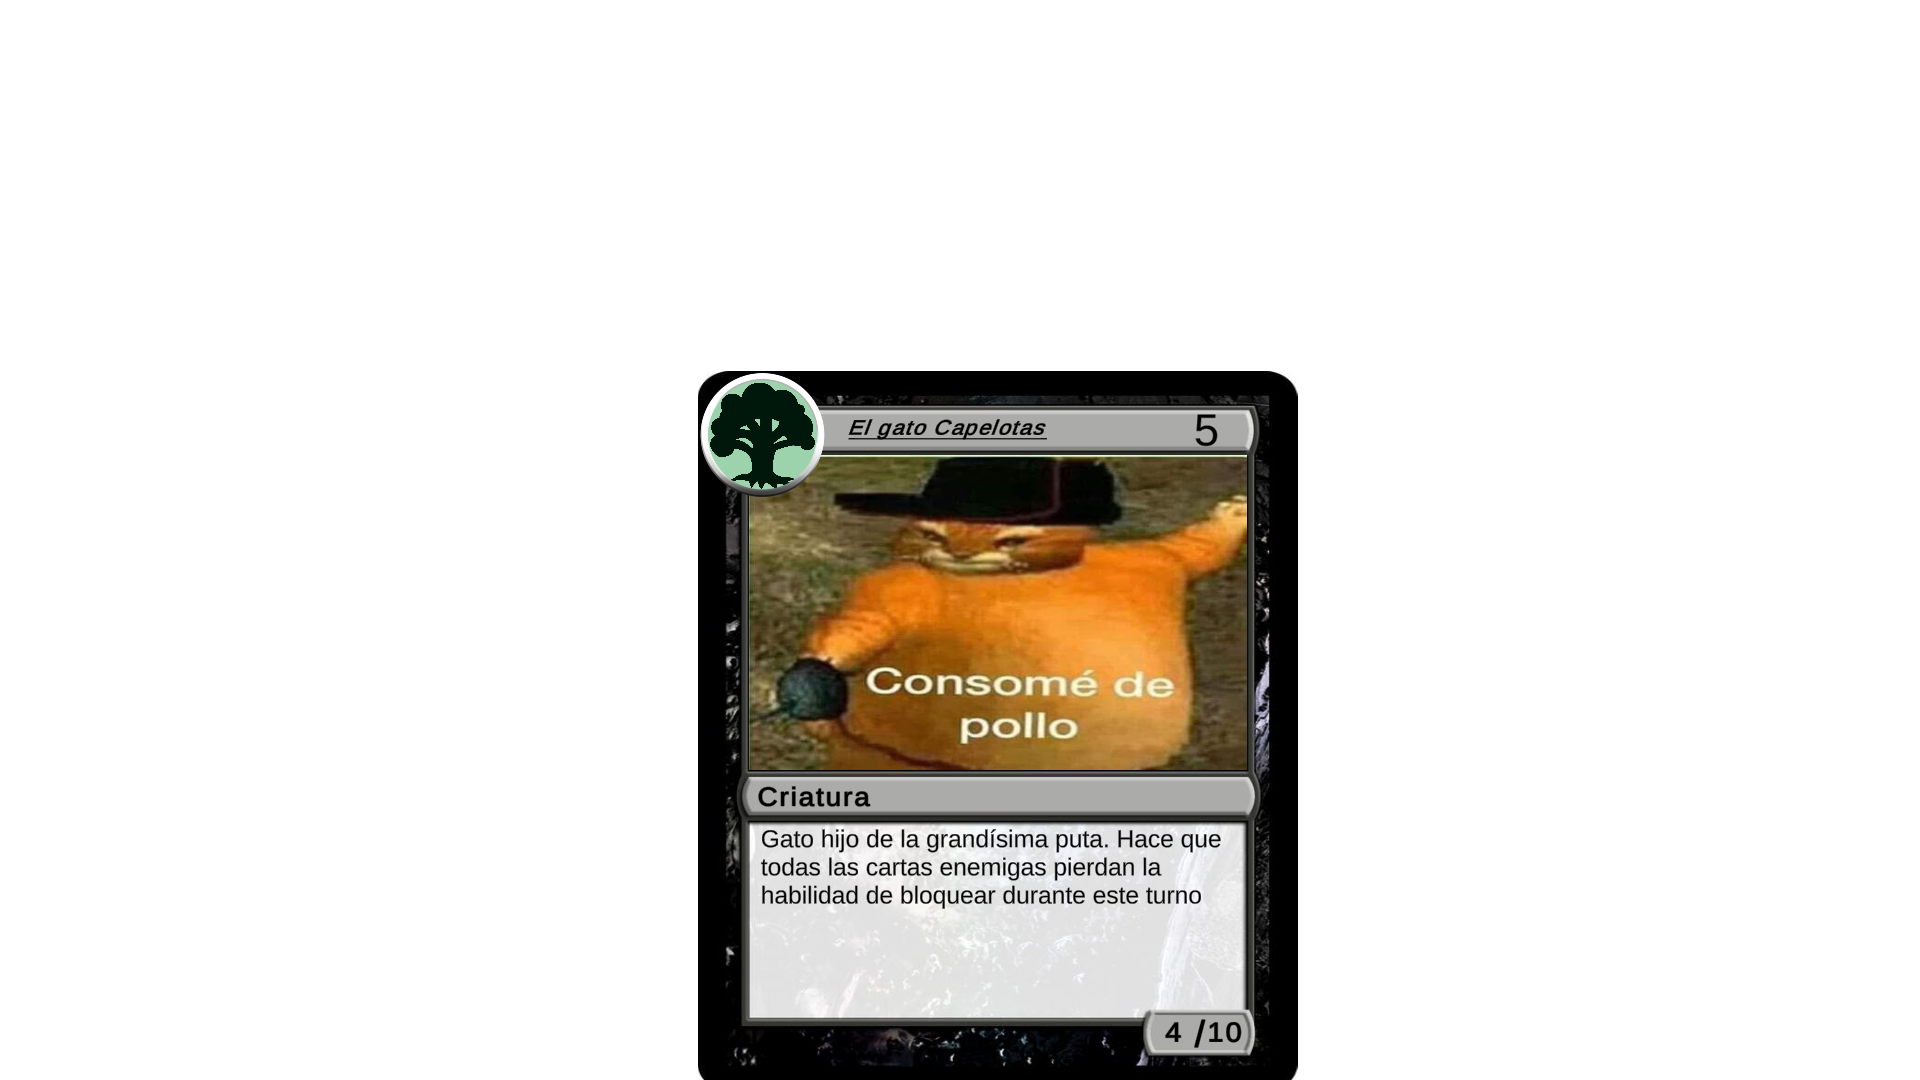 El gato Capelotas 5
Consomé de
pollo
Criatura
Gato hijo de la grandísima puta. Hace que
todas las cartas enemigas pierdan la
habilidad de bloquear durante este turno
4 /10